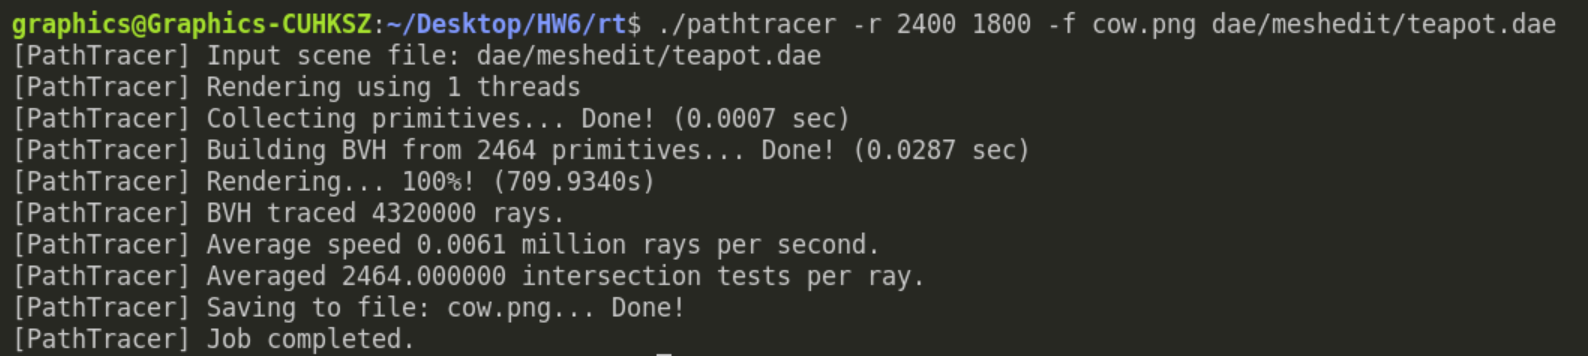 graphics@Graphics-CUHKSZ:~/Desktop/HW6/rt$ ./pathtracer -r 2400 1800 -f cow.png dae/meshedit/teapot.dae
[PathTracer] Input scene file: dae/meshedit/teapot.dae
[PathTracer] Rendering using 1 threads
[PathTracer] Collecting primitives... Done! (0.0007 sec)
[PathTracer] Building BVH from 2464 primitives... Done! (0.0287 sec)
[PathTracer] Rendering... 100%! (709.9340s)
[PathTracer] BVH traced 4320000 rays.
[PathTracer] Average speed 0.0061 million rays per second.
[PathTracer] Averaged 2464.000000 intersection tests per ray.
[PathTracer] Saving to file: cow.png... Done!
[PathTracer] Job completed.